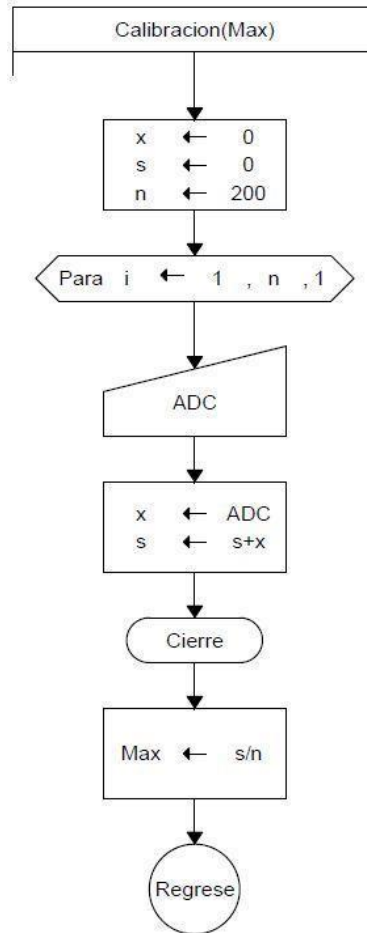 Calibracion(Max)
x ← 0
s ← 0
n ← 200
Para i ← 1 , n , 1
ADC
x ← ADC
s ← s+x
Cierre
Max ← s/n
Regrese